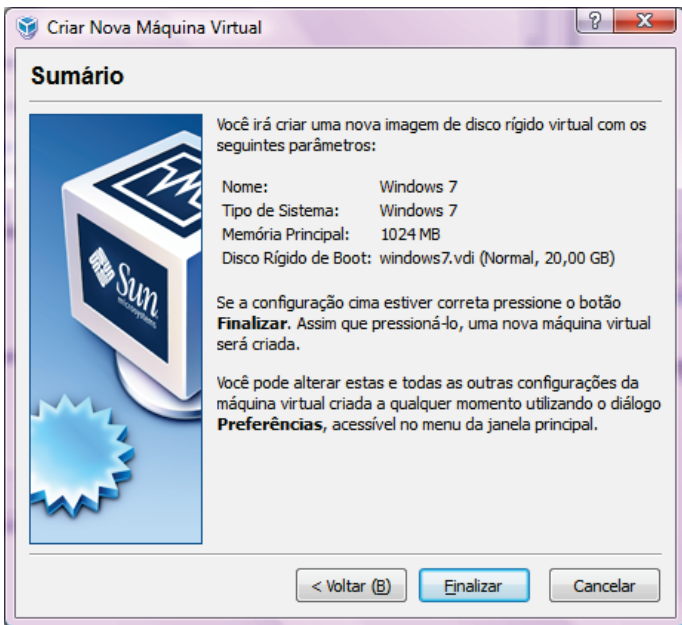 Criar Nova Máquina Virtual
Sumário
Você irá criar uma nova imagem de disco rígido virtual com os
seguintes parâmetros:
Nome: Windows 7
Tipo de Sistema: Windows 7
Memória Principal: 1024 MB
Disco Rígido de Boot: windows7.vdi (Normal, 20,00 GB)
Se a configuração cima estiver correta pressione o botão
Finalizar. Assim que pressioná-lo, uma nova máquina virtual
será criada.
Você pode alterar estas e todas as outras configurações da
máquina virtual criada a qualquer momento utilizando o diálogo
Preferências, acessível no menu da janela principal.
Sun
microsystems
< Voltar (B)
Finalizar
Cancelar